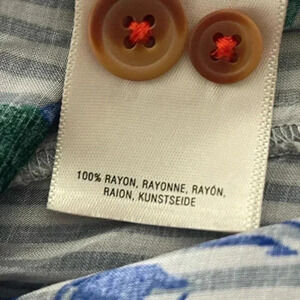 100% RAYON, RAYONNE, RAYÓN,
RAION, KUNSTSEIDE